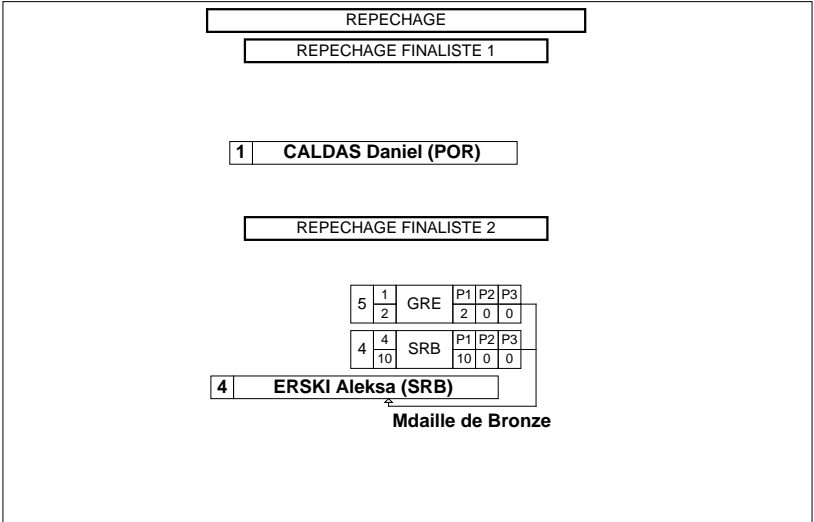 REPECHAGE
REPECHAGE FINALISTE 1
1 CALDAS Daniel (POR)
REPECHAGE FINALISTE 2
5 1 GRE P1 P2 P3
2 2 0 0
4 4 SRB P1 P2 P3
10 10 0 0
4 ERSKI Aleksa (SRB)
Mdaille de Bronze